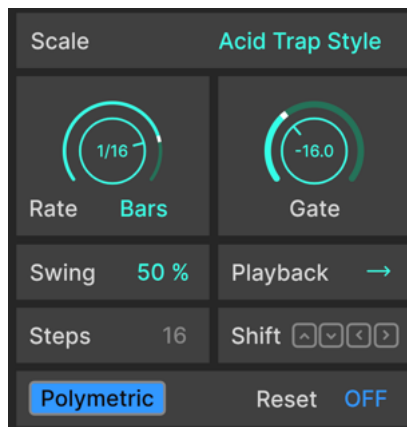 Scale Acid Trap Style
1/16 -16.0
Rate Bars Gate
Swing 50 % Playback →
Steps 16 Shift
Polymetric Reset OFF